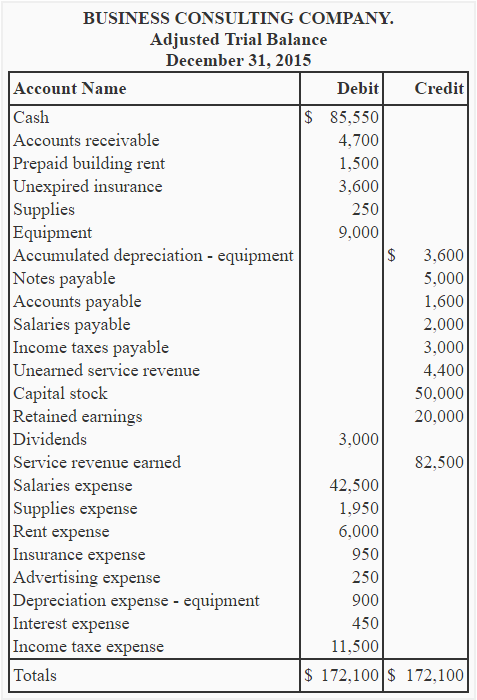 BUSINESS CONSULTING COMPANY.
Adjusted Trial Balance
December 31, 2015
Account Name Debit Credit
Cash $ 85,550
Accounts receivable 4,700
Prepaid building rent 1,500
Unexpired insurance 3,600
Supplies 250
Equipment 9,000
Accumulated depreciation - equipment $ 3,600
Notes payable 5,000
Accounts payable 1,600
Salaries payable 2,000
Income taxes payable 3,000
Unearned service revenue 4,400
Capital stock 50,000
Retained earnings 20,000
Dividends 3,000
Service revenue earned 82,500
Salaries expense 42,500
Supplies expense 1,950
Rent expense 6,000
Insurance expense 950
Advertising expense 250
Depreciation expense - equipment 900
Interest expense 450
Income taxe expense 11,500
Totals $ 172,100 $ 172,100